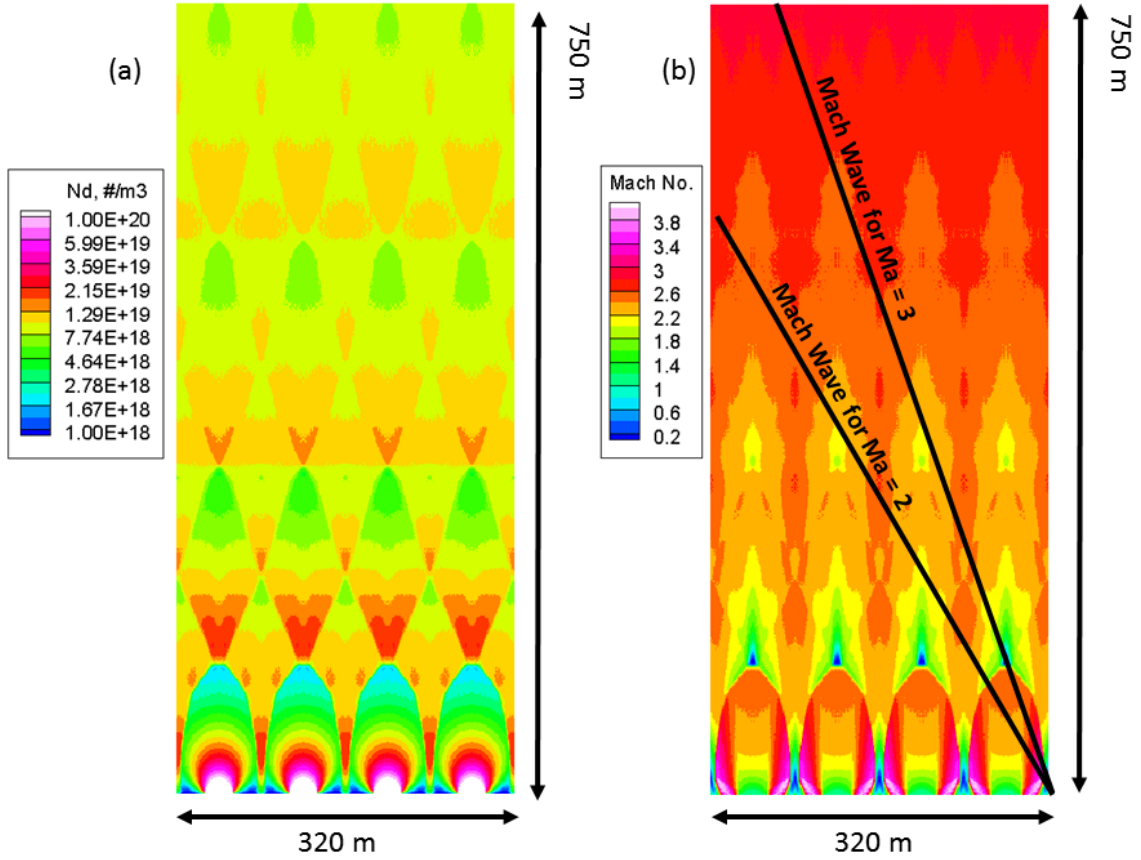 (a)
750 m
Nd, #/m3
1.00E+20
5.99E+19
3.59E+19
2.15E+19
1.29E+19
7.74E+18
4.64E+18
2.78E+18
1.67E+18
1.00E+18
320 m
(b)
750 m
Mach No.
3.8
3.4
3
2.6
2.2
1.8
1.4
1
0.6
0.2
Mach Wave for Ma = 3
Mach Wave for Ma = 2
320 m